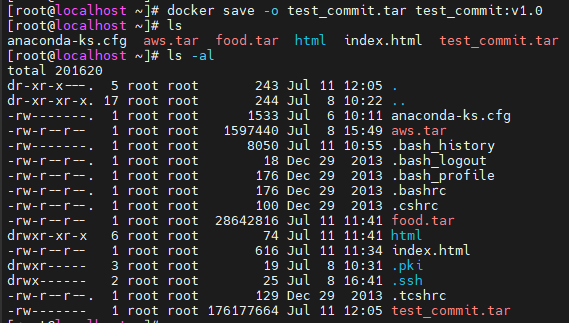 [root@localhost ~]# docker save -o test_commit.tar test_commit:v1.0
[root@localhost ~]# ls
anaconda-ks.cfg  aws.tar  food.tar  html  index.html  test_commit.tar
[root@localhost ~]# ls -al
total 201620
dr-xr-x---.  5 root root       243 Jul 11 12:05 .
dr-xr-xr-x. 17 root root       244 Jul  8 10:22 ..
-rw-------.  1 root root      1533 Jul  6 10:11 anaconda-ks.cfg
-rw-r--r--   1 root root   1597440 Jul  8 15:49 aws.tar
-rw-------.  1 root root      8050 Jul 11 10:55 .bash_history
-rw-r--r--.  1 root root        18 Dec 29  2013 .bash_logout
-rw-r--r--.  1 root root       176 Dec 29  2013 .bash_profile
-rw-r--r--.  1 root root       176 Dec 29  2013 .bashrc
-rw-r--r--.  1 root root       100 Dec 29  2013 .cshrc
-rw-r--r--   1 root root  28642816 Jul 11 11:41 food.tar
drwxr-xr-x   6 root root        74 Jul 11 11:41 html
-rw-r--r--   1 root root       616 Jul 11 11:34 index.html
drwxr-----   3 root root        19 Jul  8 10:31 .pki
drwx------   2 root root        25 Jul  8 16:41 .ssh
-rw-r--r--.  1 root root       129 Dec 29  2013 .tcshrc
-rw-------   1 root root 176177664 Jul 11 12:05 test_commit.tar